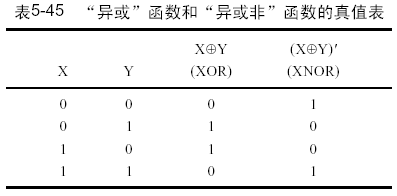 表5-45 “异或”函数和“异或非”函数的真值表
X⊕Y (X⊕Y)′
X Y (XOR) (XNOR)
0 0 0 1
0 1 1 0
1 0 1 0
1 1 0 1